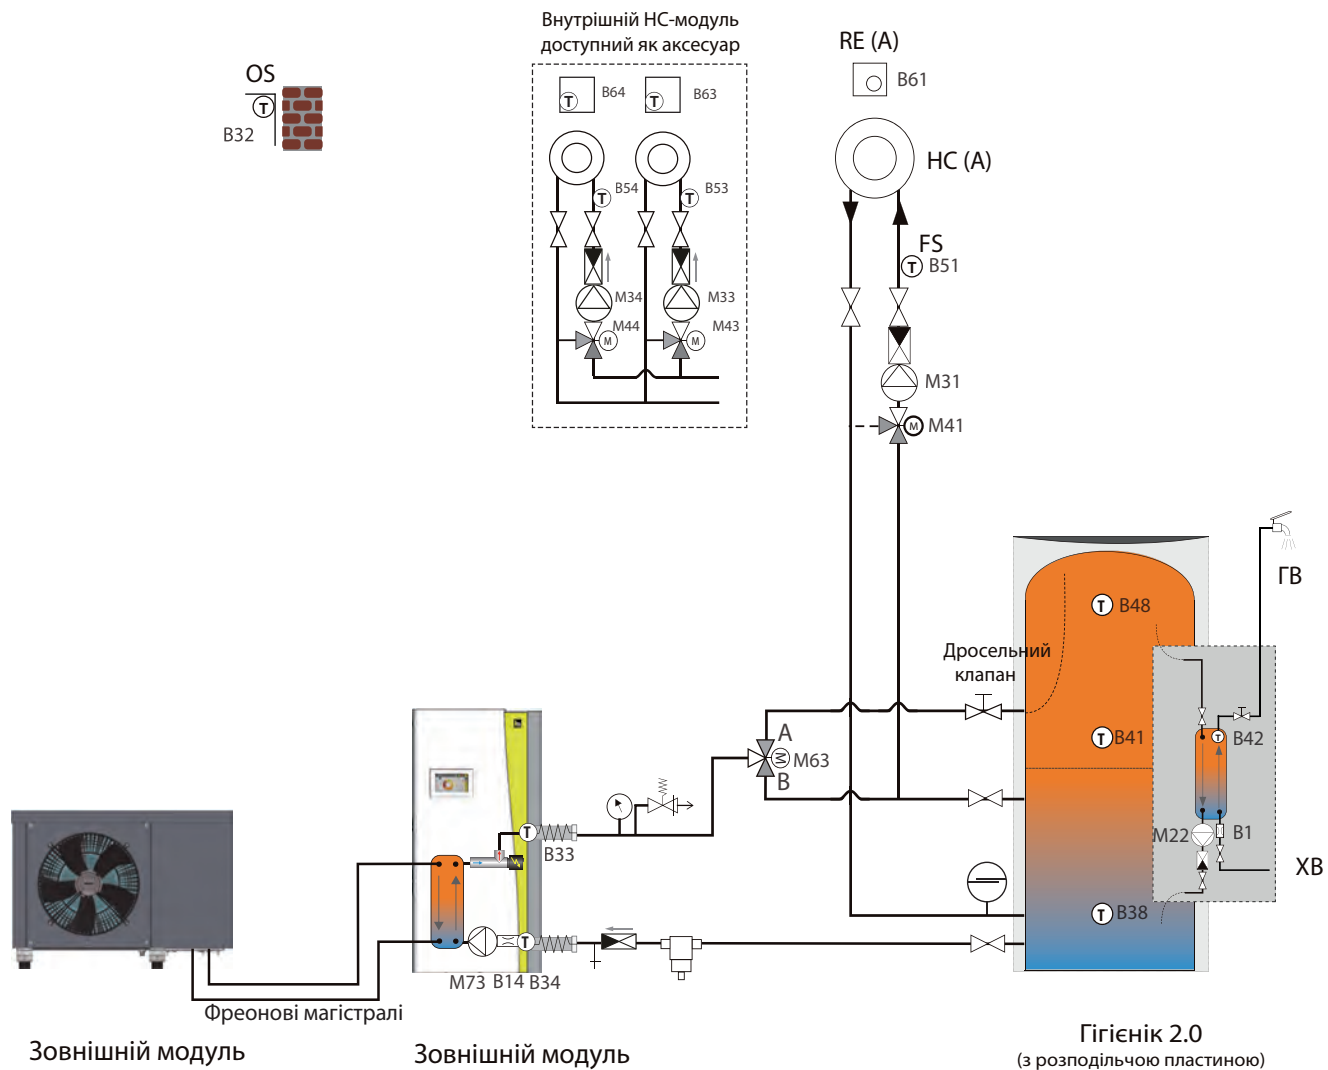 Внутрішній НС-модуль
доступний як аксесуар
RE (A)
OS
T
B32
T
B64
T
B63
B61
HC (A)
T
B54
T
B53
FS
T
B51
M34
M33
M44
M
M43
M
M31
M
M41
ГВ
T
B48
Дросельний
клапан
A
M
M63
B
T
B41
T
B42
M22
B1
ХВ
T
B33
T
B38
T
M73
B14
B34
Фреонові магістралі
Зовнішній модуль
Зовнішній модуль
Гігієнік 2.0
(з розподільчою пластиною)